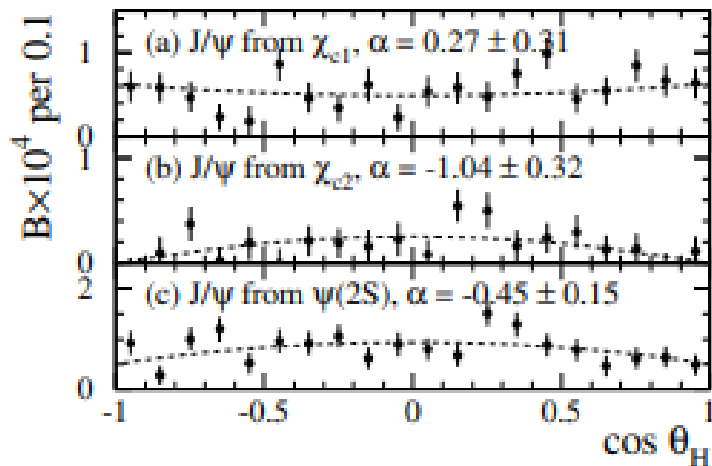 B×10⁴ per 0.1
1
(a) J/ψ from χc1, α = 0.27 ± 0.31
0
1
(b) J/ψ from χc2, α = -1.04 ± 0.32
0
2
(c) J/ψ from ψ(2S), α = -0.45 ± 0.15
0
-1 -0.5 0 0.5 1
cos θH